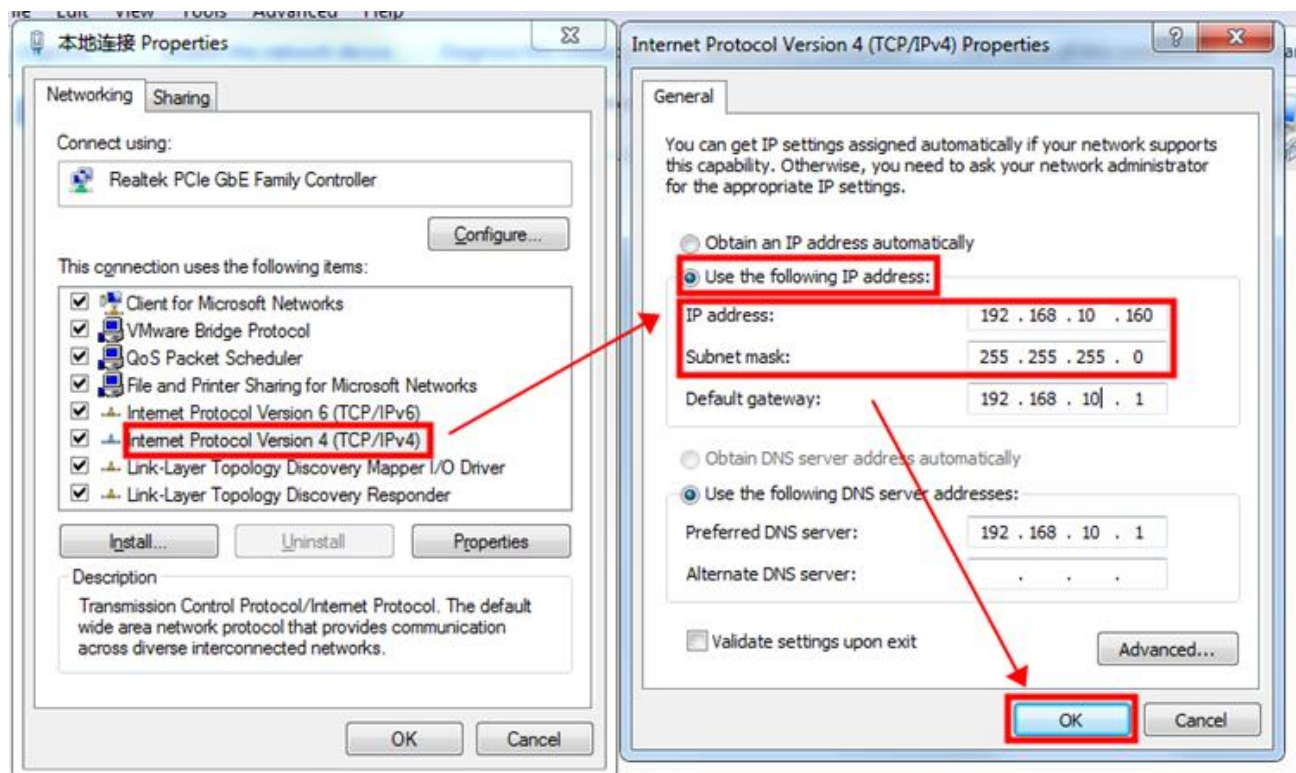 Edit View Tools Advanced Help
本地连接 Properties
Networking
Sharing
Connect using:
Realtek PCIe GbE Family Controller
Configure...
This connection uses the following items:
Client for Microsoft Networks
VMware Bridge Protocol
QoS Packet Scheduler
File and Printer Sharing for Microsoft Networks
Internet Protocol Version 6 (TCP/IPv6)
Internet Protocol Version 4 (TCP/IPv4)
Link-Layer Topology Discovery Mapper I/O Driver
Link-Layer Topology Discovery Responder
Install...
Uninstall
Properties
Description
Transmission Control Protocol/Internet Protocol. The default
wide area network protocol that provides communication
across diverse interconnected networks.
OK
Cancel
Internet Protocol Version 4 (TCP/IPv4) Properties
General
You can get IP settings assigned automatically if your network supports
this capability. Otherwise, you need to ask your network administrator
for the appropriate IP settings.
Obtain an IP address automatically
Use the following IP address:
IP address: 192 . 168 . 10 . 160
Subnet mask: 255 . 255 . 255 . 0
Default gateway: 192 . 168 . 10 . 1
Obtain DNS server address automatically
Use the following DNS server addresses:
Preferred DNS server: 192 . 168 . 10 . 1
Alternate DNS server: . . .
Validate settings upon exit
Advanced...
OK
Cancel